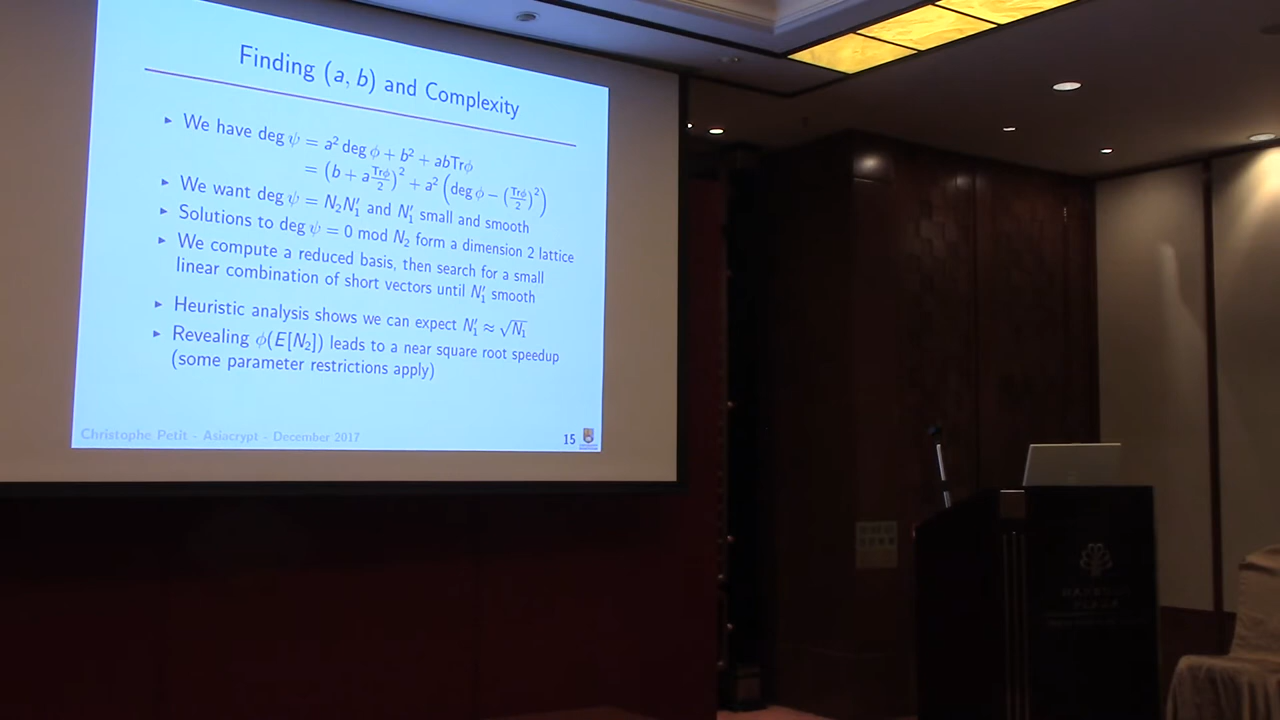 Finding (a, b) and Complexity
▸ We have deg ψ = a² deg ϕ + b² + abTrϕ
= (b + a Trϕ/2)² + a² (deg ϕ − (Trϕ/2)²)
▸ We want deg ψ = N₂N₁′ and N₁′ small and smooth
▸ Solutions to deg ψ = 0 mod N₂ form a dimension 2 lattice
▸ We compute a reduced basis, then search for a small
linear combination of short vectors until N₁′ smooth
▸ Heuristic analysis shows we can expect N₁′ ≈ √N₁
▸ Revealing ϕ(E[N₂]) leads to a near square root speedup
(some parameter restrictions apply)
Christophe Petit - Asiacrypt - December 2017
15
PLAZA